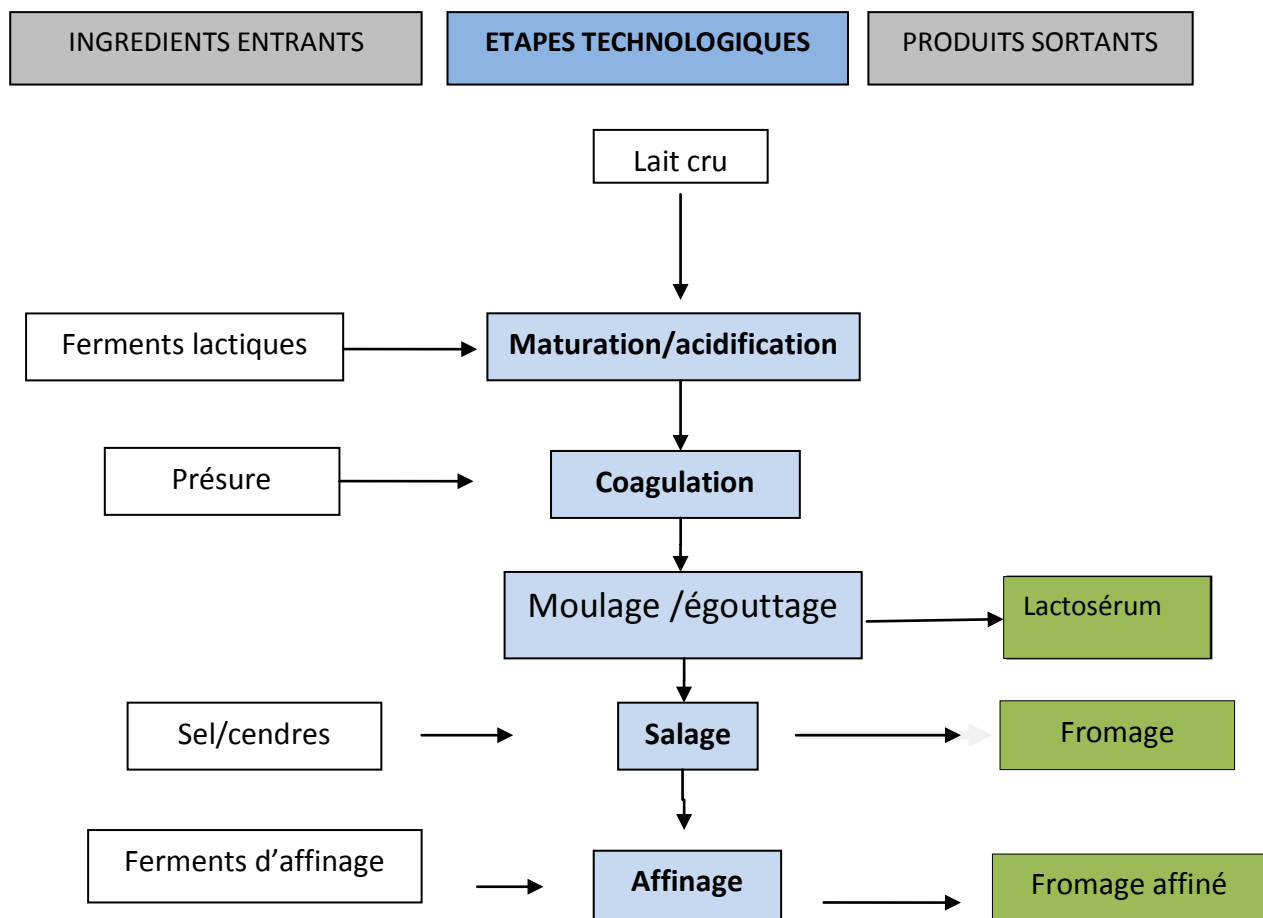 INGREDIENTS ENTRANTS
ETAPES TECHNOLOGIQUES
PRODUITS SORTANTS
Lait cru
Ferments lactiques
Maturation/acidification
Présure
Coagulation
Moulage /égouttage
Lactosérum
Sel/cendres
Salage
Fromage
Ferments d’affinage
Affinage
Fromage affiné